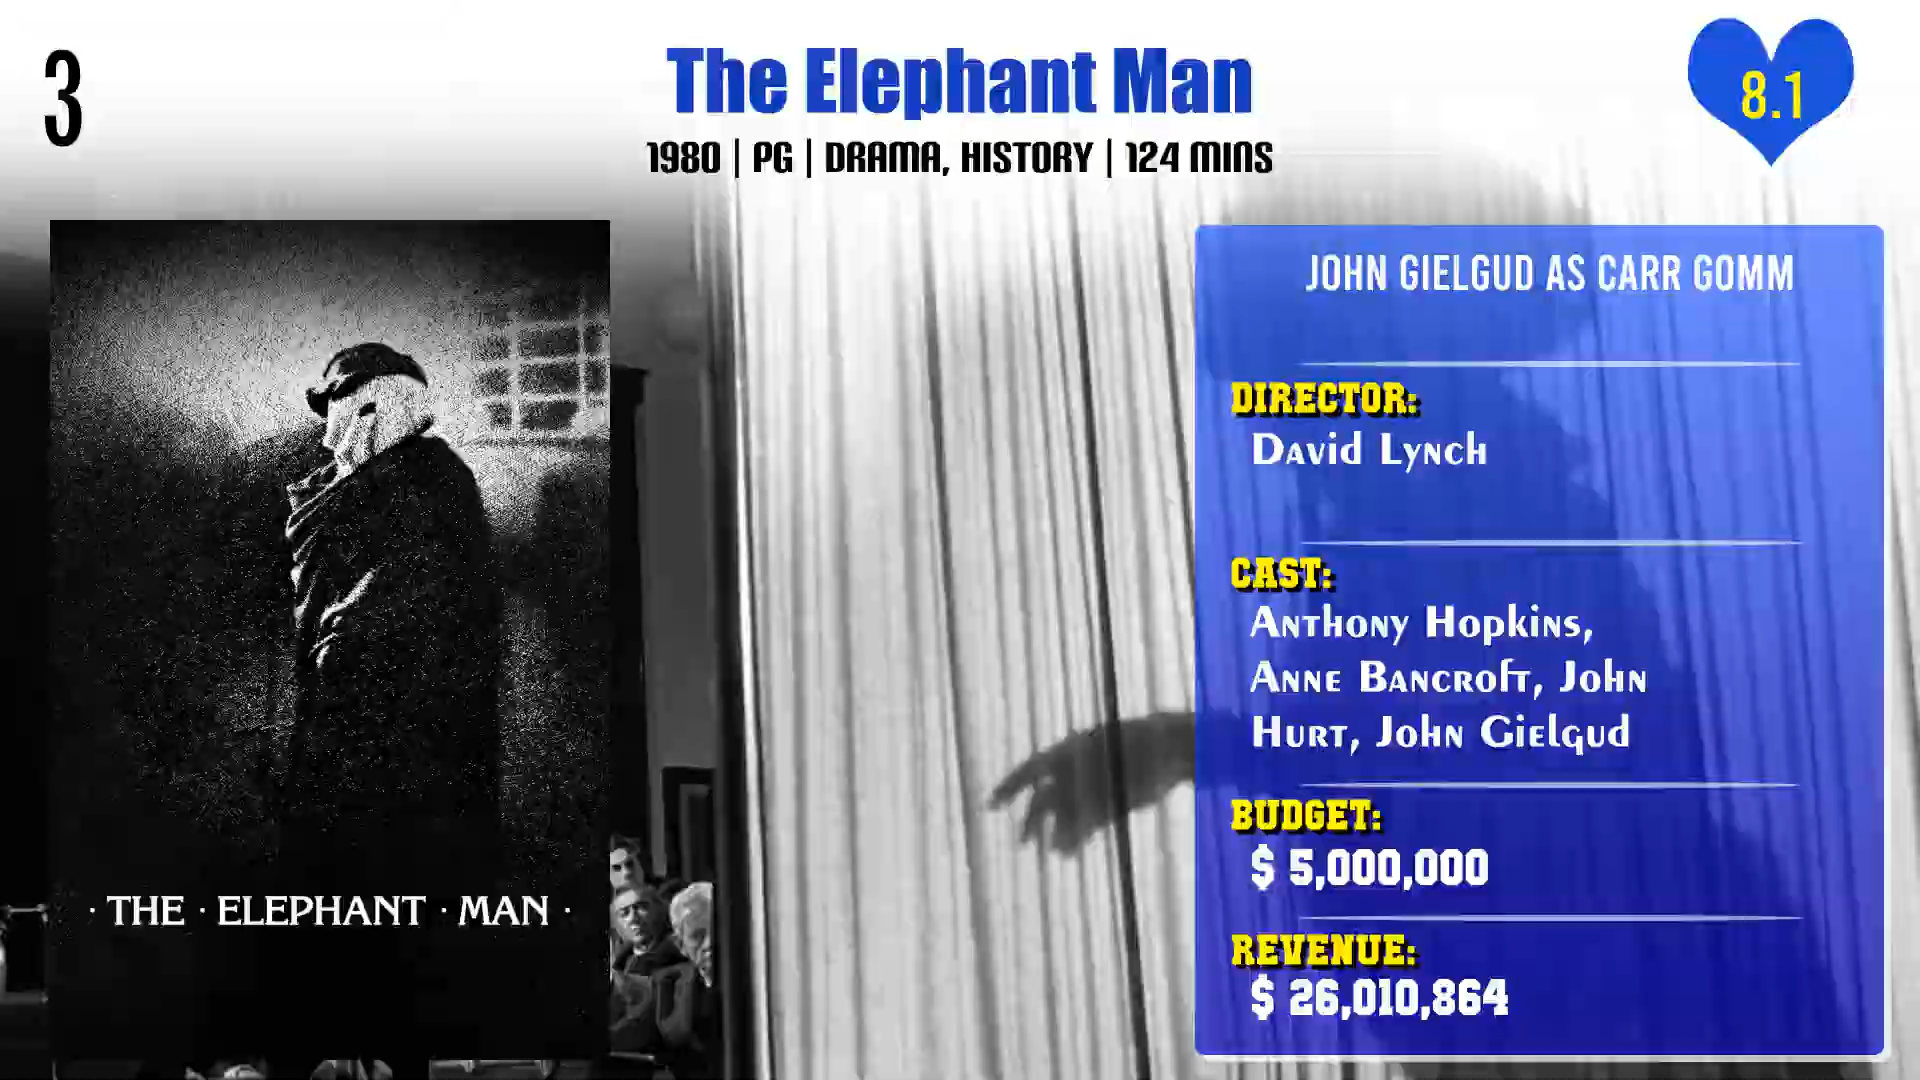 3
The Elephant Man
8.1
1980 | PG | DRAMA, HISTORY | 124 MINS
· THE · ELEPHANT · MAN ·
JOHN GIELGUD AS CARR GOMM
DIRECTOR:
David Lynch
CAST:
Anthony Hopkins,
Anne Bancroft, John
Hurt, John Gielgud
BUDGET:
$ 5,000,000
REVENUE:
$ 26,010,864